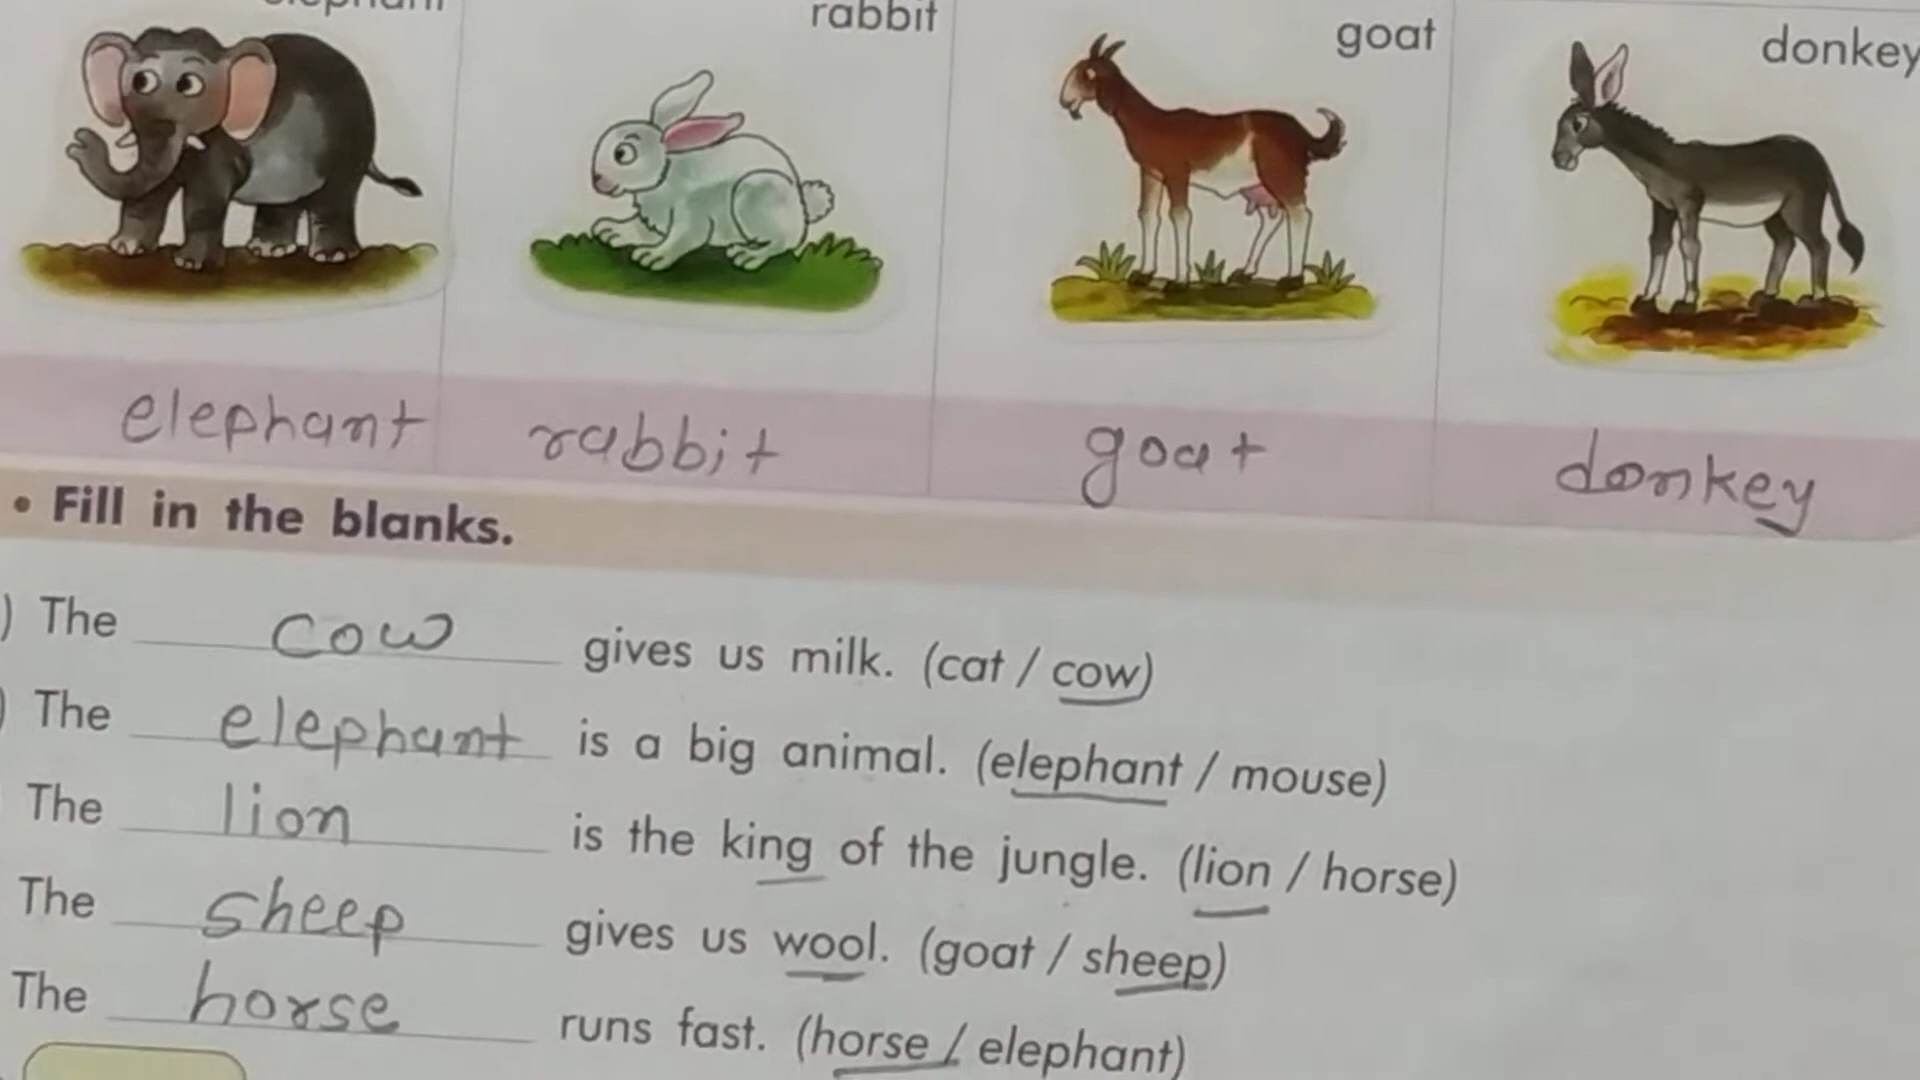 elephant rabbit goat donkey
elephant rabbit goat donkey
• Fill in the blanks.
) The cow gives us milk. (cat / cow)
) The elephant is a big animal. (elephant / mouse)
The lion is the king of the jungle. (lion / horse)
The sheep gives us wool. (goat / sheep)
The horse runs fast. (horse / elephant)